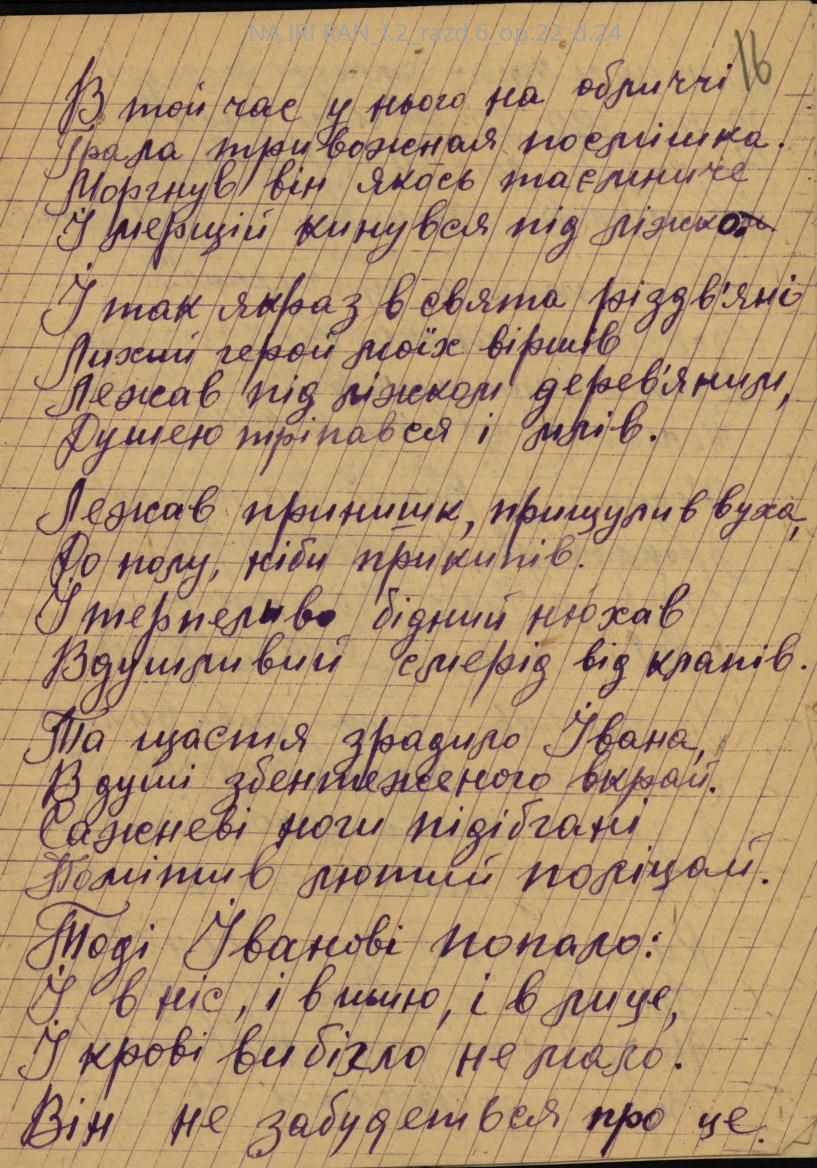 NA IRI RAN_f.2_razd.6_op.22_d.24
16
В той час у нього на обличчі
Грала тривожная посмішка.
Моргнув він якось таємниче
І мерщій кинувся під ліжко.
І так якраз в свята різдв'яні
Лихий герой моїх віршів
Лежав під ліжком дерев'яним,
Душею тріпався і млів.
Лежав принишк, прищулив вуха,
До полу, ніби прикипів.
І терпеливо бідний нюхав
Вдушливий смерід від клапів.
Та щастя зрадило Івана,
В душі збентеженого вкрай.
Сажневі ноги підібгані
Помітив лютий поліцай.
Тоді Іванові попало:
І в ніс, і в шию, і в лице,
І крові вибігло не мало.
Він не забудеться про це.